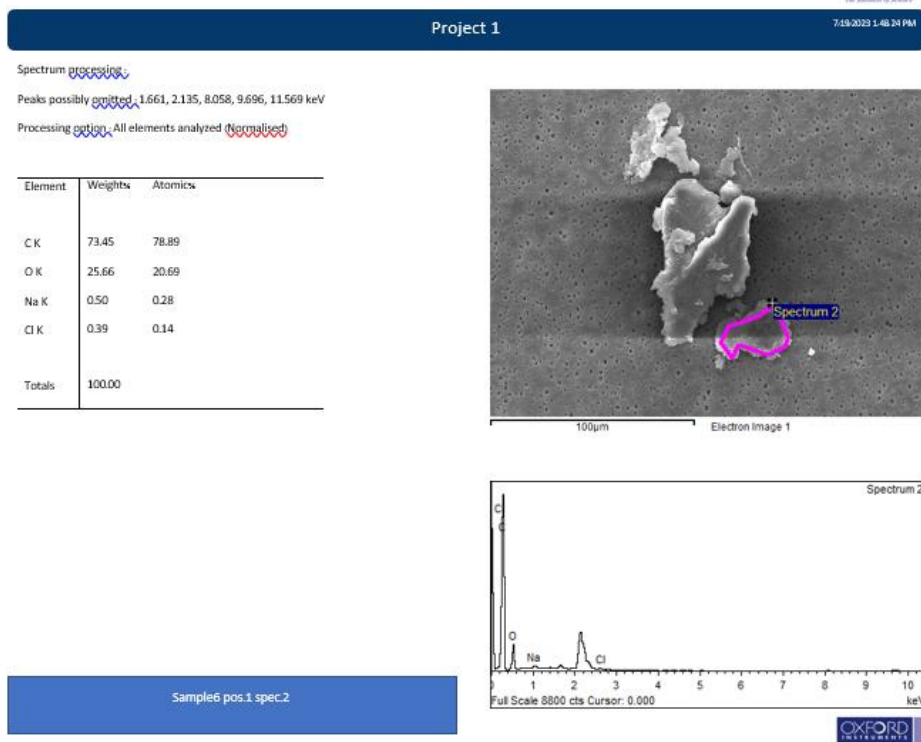 Project 1
7-19-2023 1:48:24 PM
Spectrum processing :
Peaks possibly omitted : 1.661, 2.135, 8.058, 9.696, 11.569 keV
Processing option : All elements analyzed (Normalised)
Element Weight% Atomic%
C K 73.45 78.89
O K 25.66 20.69
Na K 0.50 0.28
Cl K 0.39 0.14
Totals 100.00
Spectrum 2
100µm Electron Image 1
Spectrum 2
C
C
O
Na
Cl
1 2 3 4 5 6 7 8 9 10
Full Scale 8800 cts Cursor: 0.000
keV
Sample6 pos.1 spec.2
OXFORD
INSTRUMENTS